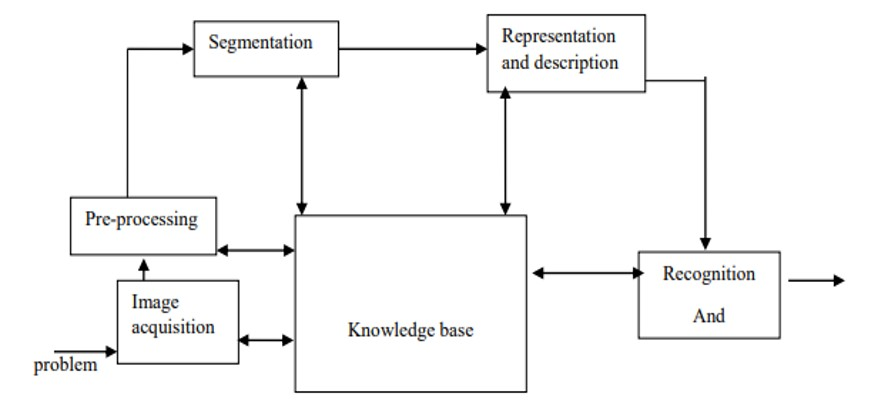 Segmentation
Representation
and description
Pre-processing
Recognition
And
Image
acquisition
Knowledge base
problem